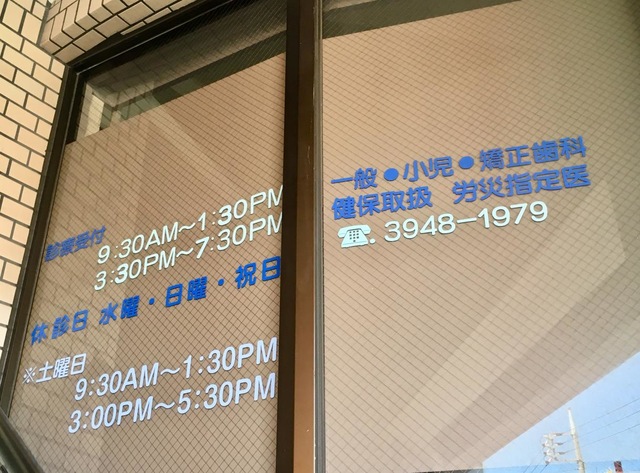 診療受付
9:30AM〜1:30PM
3:30PM〜7:30PM
休診日 水曜・日曜・祝日
※土曜日
9:30AM〜1:30PM
3:00PM〜5:30PM
一般●小児●矯正歯科
健保取扱 労災指定医
☎ 3948-1979